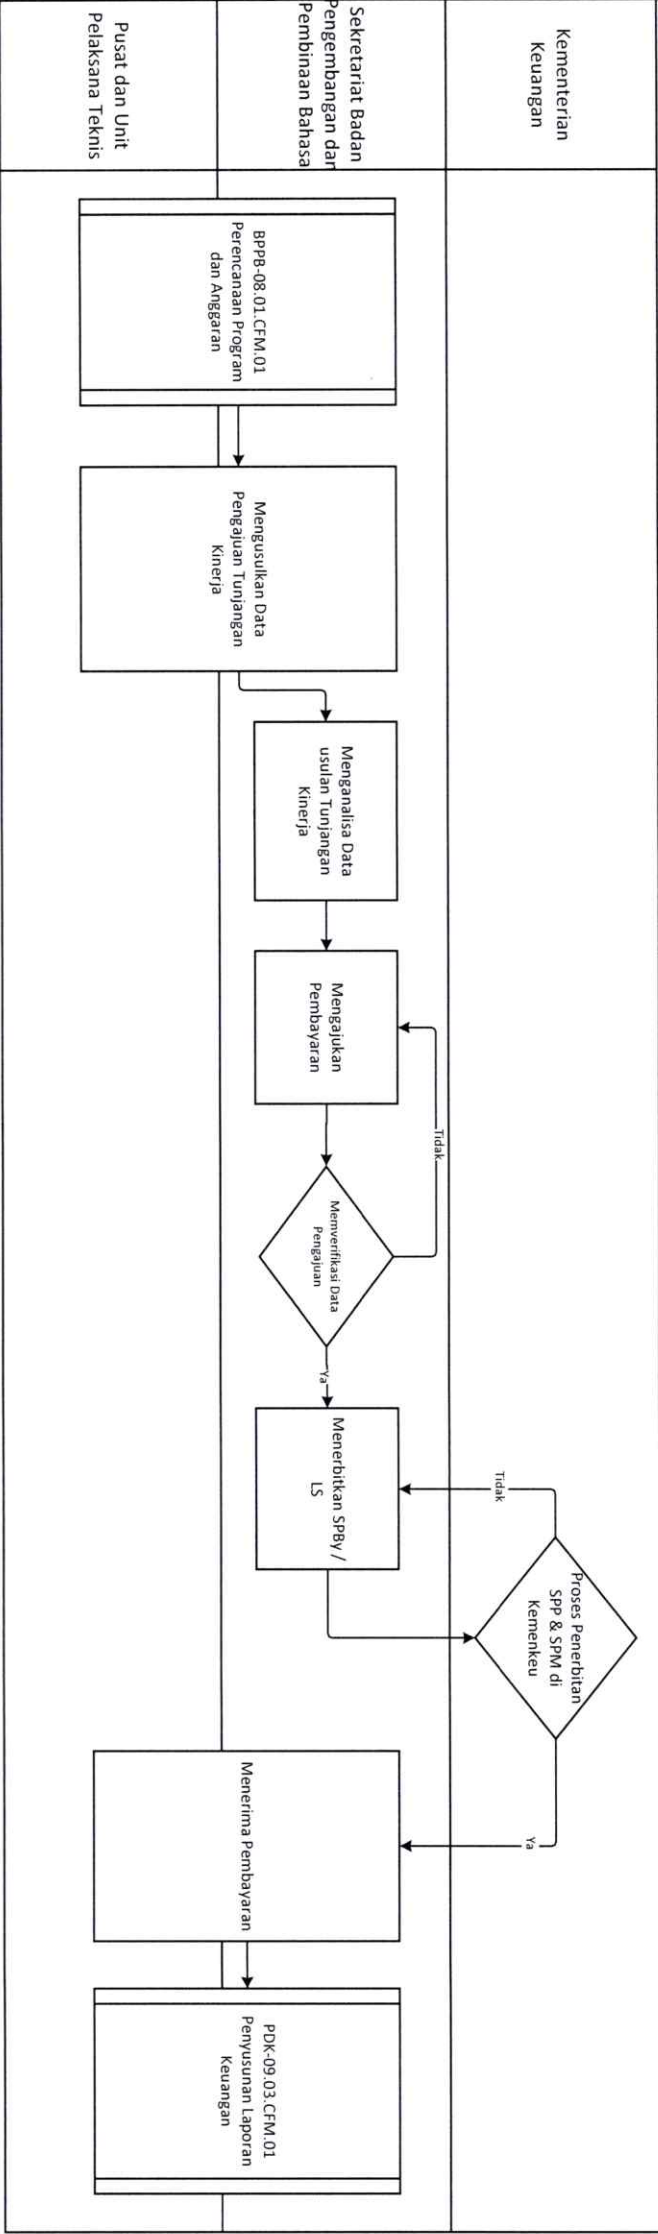 Kementerian
Keuangan
Sekretariat Badan
Pengembangan dan
Pembinaan Bahasa
Pusat dan Unit
Pelaksana Teknis
BPPB-08.01.CFM.01
Perencanaan Program
dan Anggaran
Mengusulkan Data
Pengajuan Tunjangan
Kinerja
Menganalisa Data
usulan Tunjangan
Kinerja
Mengajukan
Pembayaran
Tidak
Memverifikasi Data
Pengajuan
Ya
Menerbitkan SPBy /
LS
Tidak
Proses Penerbitan
SPP & SPM di
Kemenkeu
Ya
Menerima Pembayaran
PDK-09.03.CFM.01
Penyusunan Laporan
Keuangan